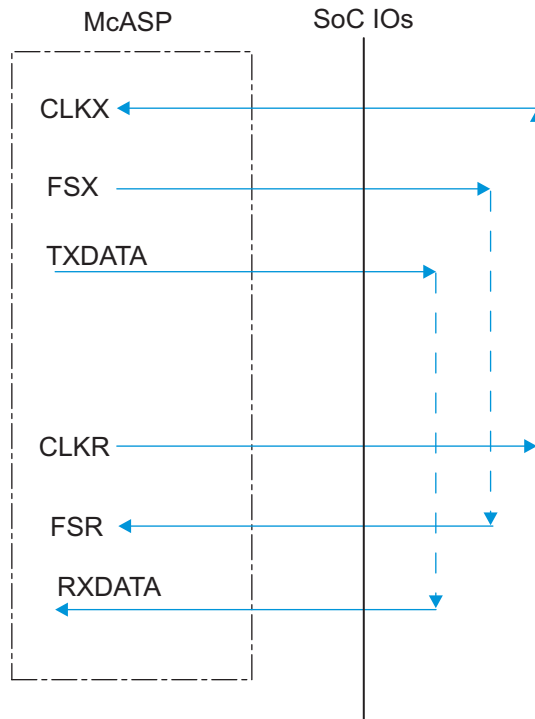 McASP
SoC IOs
CLKX
FSX
TXDATA
CLKR
FSR
RXDATA